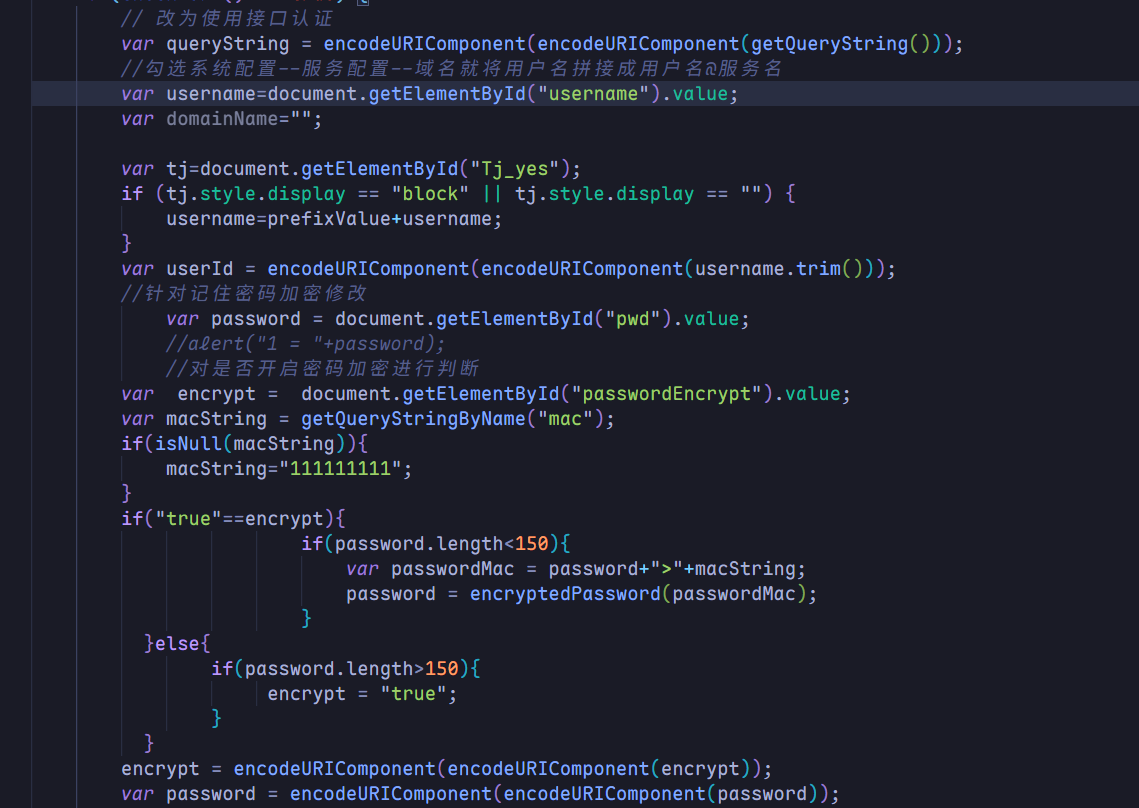 // 改为使用接口认证
var queryString = encodeURIComponent(encodeURIComponent(getQueryString()));
//勾选系统配置--服务配置--域名就将用户名拼接成用户名@服务名
var username=document.getElementById("username").value;
var domainName="";
var tj=document.getElementById("Tj_yes");
if (tj.style.display == "block" || tj.style.display == "") {
username=prefixValue+username;
}
var userId = encodeURIComponent(encodeURIComponent(username.trim()));
//针对记住密码加密修改
var password = document.getElementById("pwd").value;
//alert("1 = "+password);
//对是否开启密码加密进行判断
var  encrypt =  document.getElementById("passwordEncrypt").value;
var macString = getQueryStringByName("mac");
if(isNull(macString)){
macString="111111111";
}
if("true"==encrypt){
if(password.length<150){
var passwordMac = password+">"+macString;
password = encryptedPassword(passwordMac);
}
}else{
if(password.length>150){
encrypt = "true";
}
}
encrypt = encodeURIComponent(encodeURIComponent(encrypt));
var password = encodeURIComponent(encodeURIComponent(password));